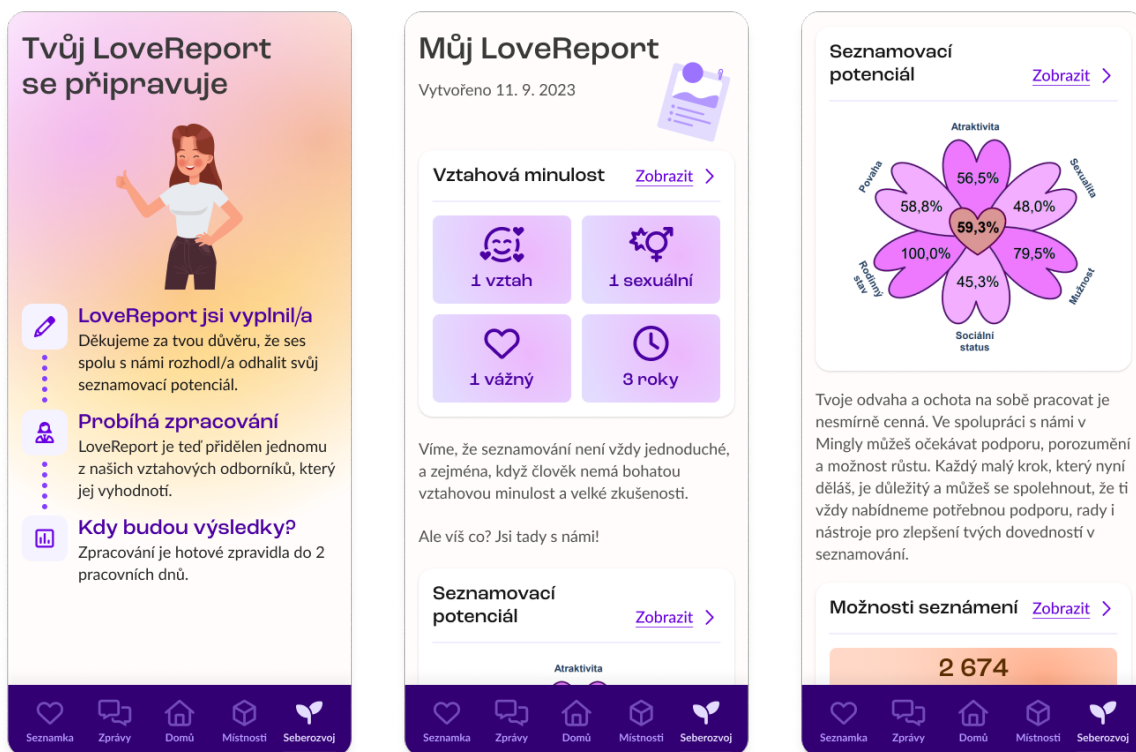 Tvůj LoveReport
se připravuje
LoveReport jsi vyplnil/a
Děkujeme za tvou důvěru, že ses
spolu s námi rozhodl/a odhalit svůj
seznamovací potenciál.
Probíhá zpracování
LoveReport je teď přidělen jednomu
z našich vztahových odborníků, který
jej vyhodnotí.
Kdy budou výsledky?
Zpracování je hotové zpravidla do 2
pracovních dnů.
Seznamka Zprávy Domů Místnosti Seberozvoj
Můj LoveReport
Vytvořeno 11. 9. 2023
Vztahová minulost Zobrazit
1 vztah 1 sexuální
1 vážný 3 roky
Víme, že seznamování není vždy jednoduché,
a zejména, když člověk nemá bohatou
vztahovou minulost a velké zkušenosti.
Ale víš co? Jsi tady s námi!
Seznamovací
potenciál Zobrazit
Atraktivita
Seznamka Zprávy Domů Místnosti Seberozvoj
Seznamovací
potenciál Zobrazit
Atraktivita
Povaha Sexualita
56,5%
58,8% 48,0%
59,3%
100,0% 79,5%
45,3%
Rodinný
stav
Mužnost
Sociální
status
Tvoje odvaha a ochota na sobě pracovat je
nesmírně cenná. Ve spolupráci s námi v
Mingly můžeš očekávat podporu, porozumění
a možnost růstu. Každý malý krok, který nyní
děláš, je důležitý a můžeš se spolehnout, že ti
vždy nabídneme potřebnou podporu, rady i
nástroje pro zlepšení tvých dovedností v
seznamování.
Možnosti seznámení Zobrazit
2 674
Seznamka Zprávy Domů Místnosti Seberozvoj